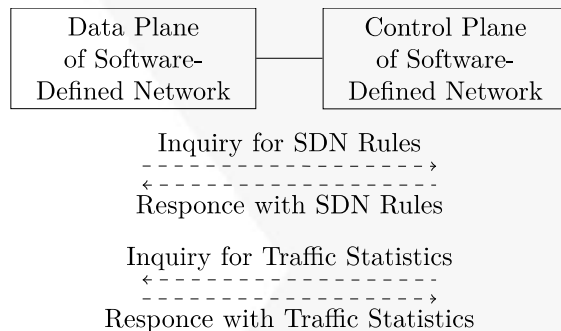 Data Plane
of Software-
Defined Network
Control Plane
of Software-
Defined Network
Inquiry for SDN Rules
Responce with SDN Rules
Inquiry for Traffic Statistics
Responce with Traffic Statistics